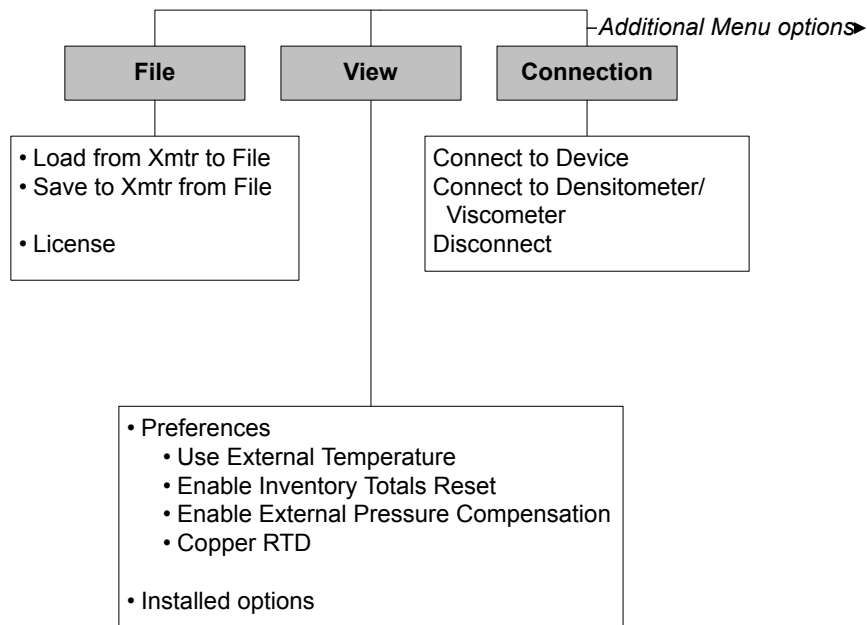 Additional Menu options
File
View
Connection
• Load from Xmtr to File
• Save to Xmtr from File
• License
Connect to Device
Connect to Densitometer/
Viscometer
Disconnect
• Preferences
• Use External Temperature
• Enable Inventory Totals Reset
• Enable External Pressure Compensation
• Copper RTD
• Installed options